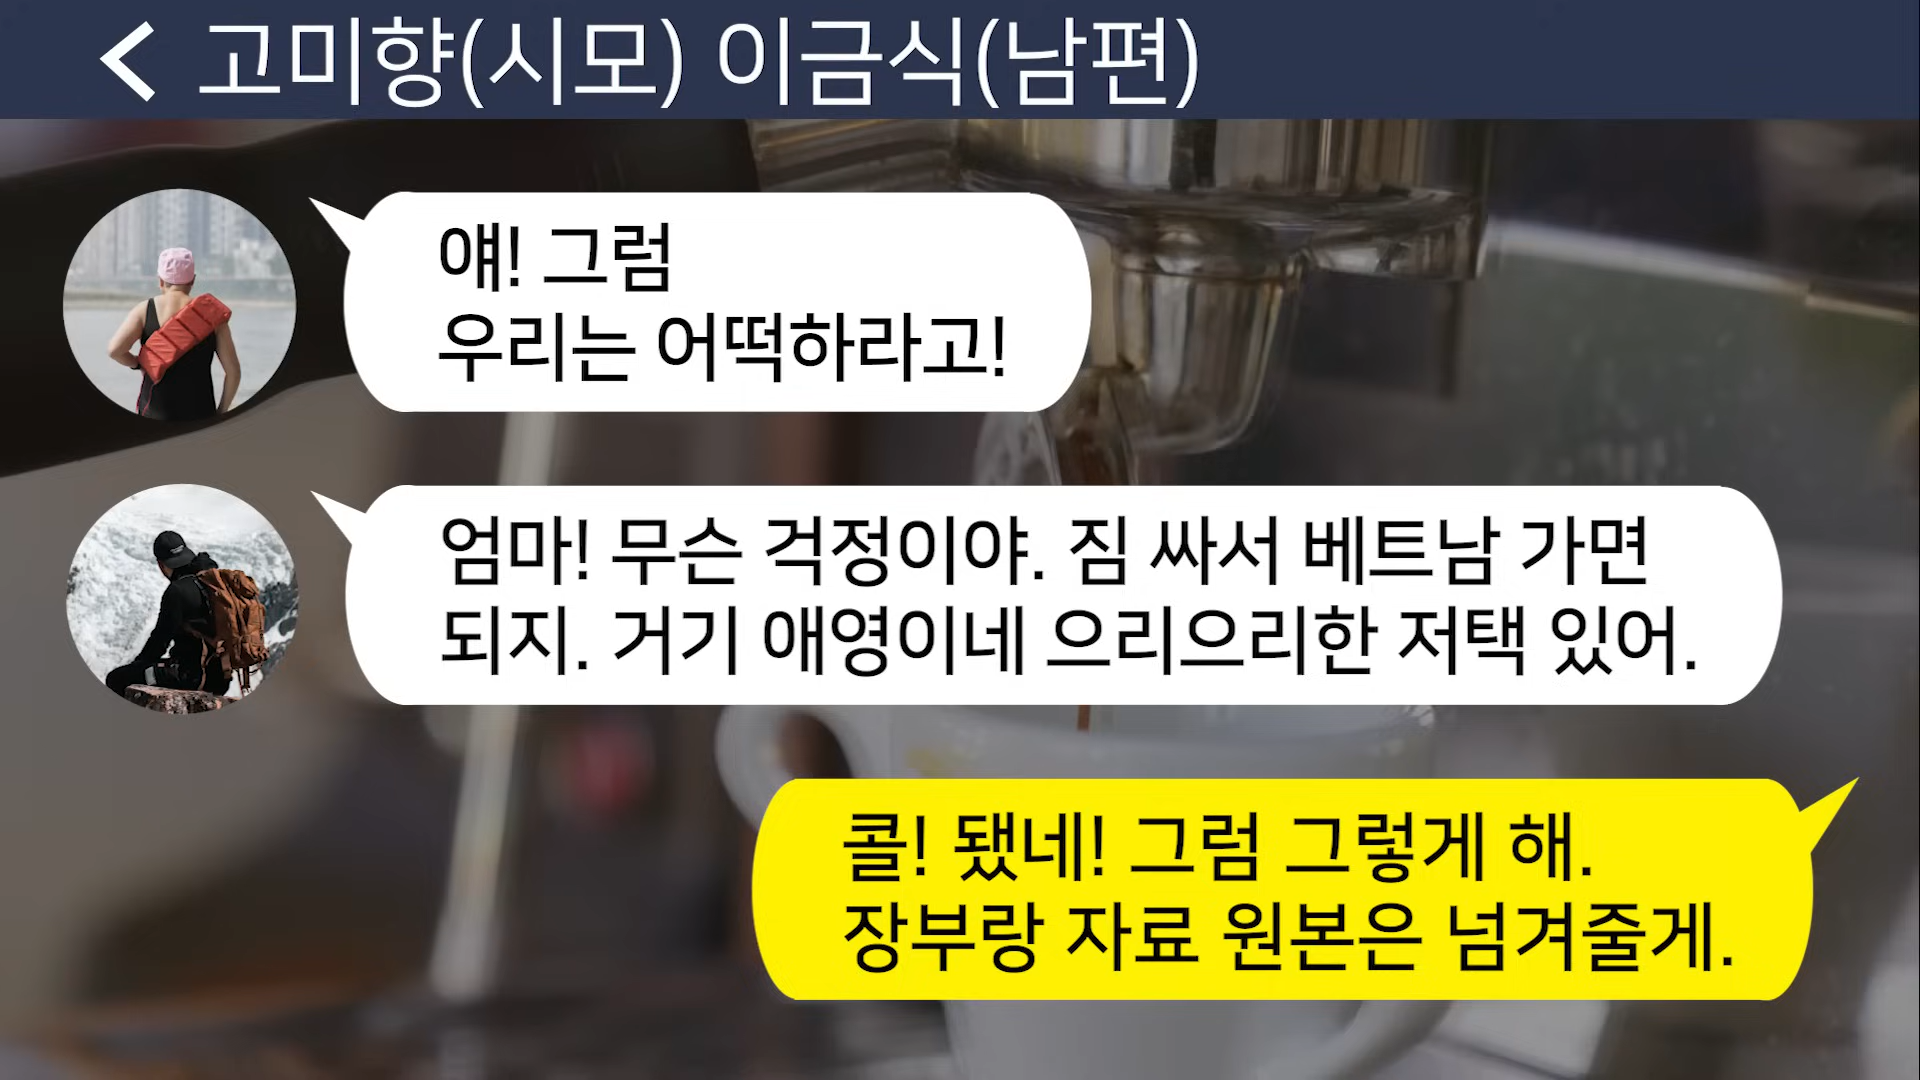 고미향(시모) 이금식(남편)
얘! 그럼
우리는 어떡하라고!
엄마! 무슨 걱정이야. 짐 싸서 베트남 가면
되지. 거기 애영이네 으리으리한 저택 있어.
콜! 됐네! 그럼 그렇게 해.
장부랑 자료 원본은 넘겨줄게.